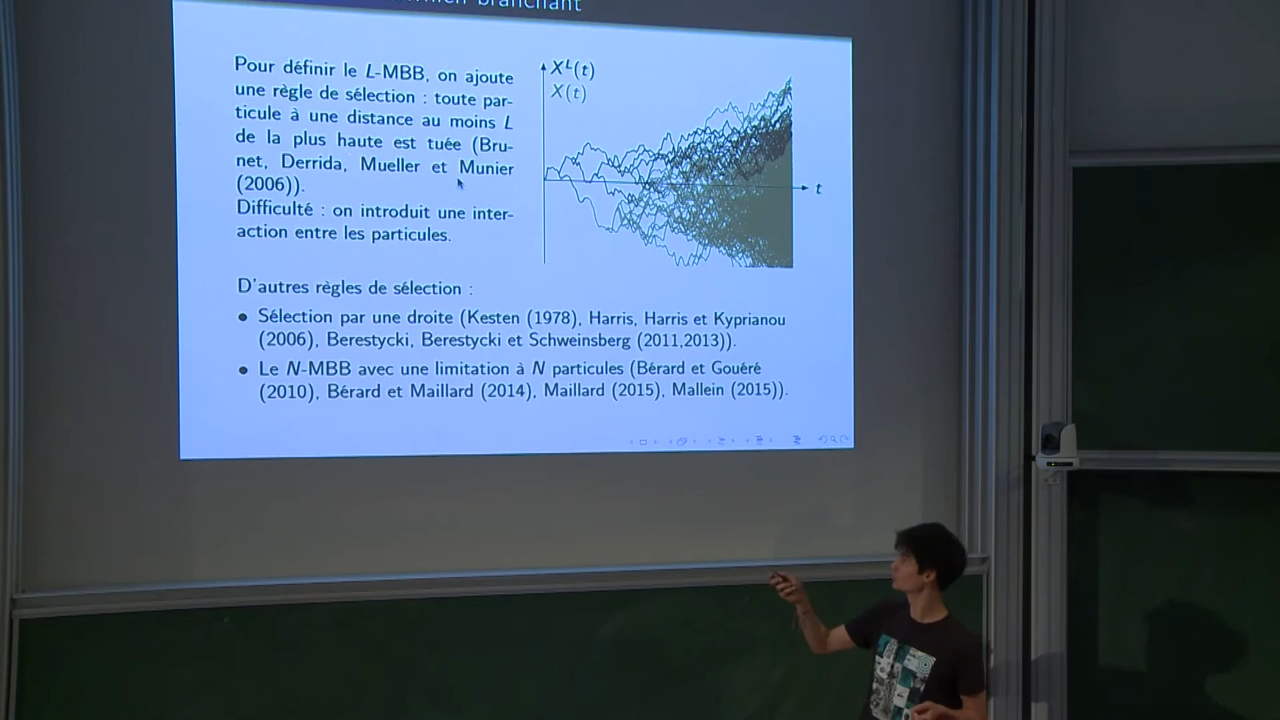 branchant
Pour définir le L-MBB, on ajoute
une règle de sélection : toute par-
ticule à une distance au moins L
de la plus haute est tuée (Bru-
net, Derrida, Mueller et Munier
(2006)).
Difficulté : on introduit une inter-
action entre les particules.
X^L(t)
X(t)
t
D'autres règles de sélection :
• Sélection par une droite (Kesten (1978), Harris, Harris et Kyprianou
(2006), Berestycki, Berestycki et Schweinsberg (2011,2013)).
• Le N-MBB avec une limitation à N particules (Bérard et Gouéré
(2010), Bérard et Maillard (2014), Maillard (2015), Mallein (2015)).